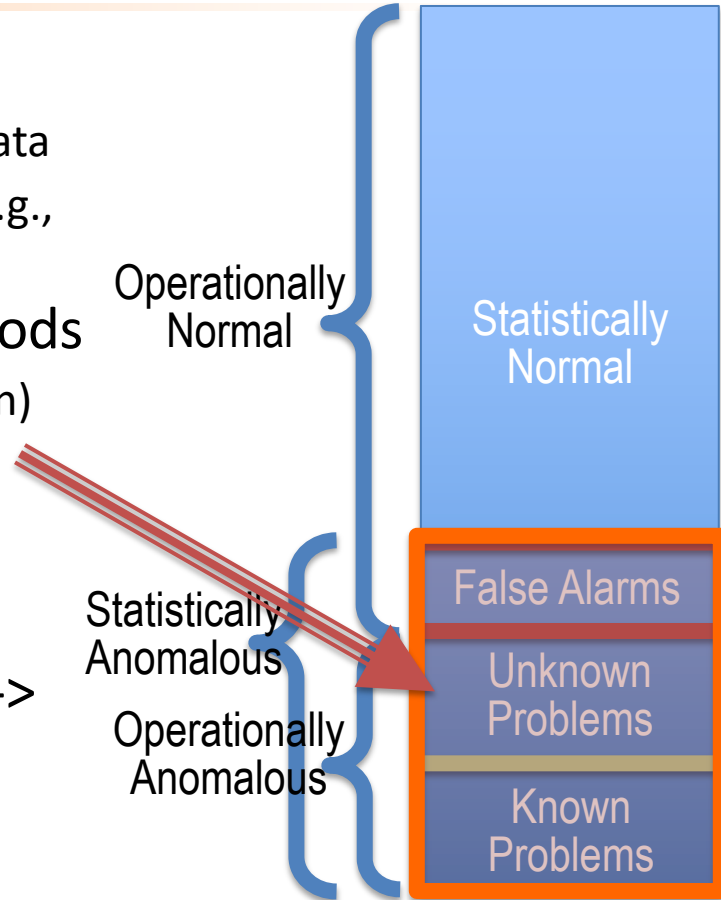 ata
.g.,
ods
n)
->
Operationally
Normal
Statistically
Anomalous
Operationally
Anomalous
Statistically
Normal
False Alarms
Unknown
Problems
Known
Problems